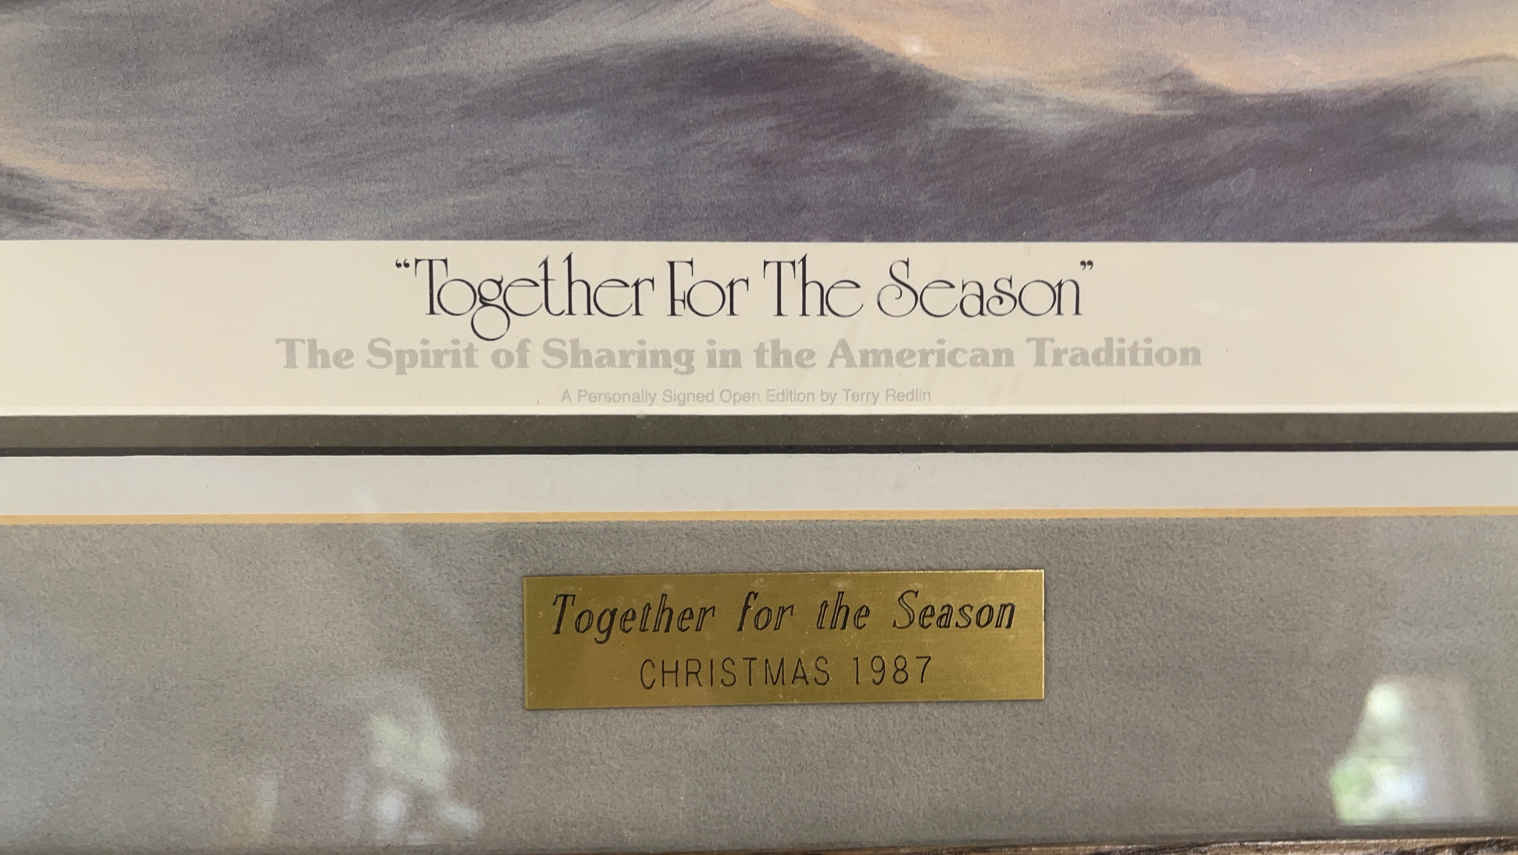 “Together For The Season”
The Spirit of Sharing in the American Tradition
A Personally Signed Open Edition by Terry Redlin
Together for the Season
CHRISTMAS 1987